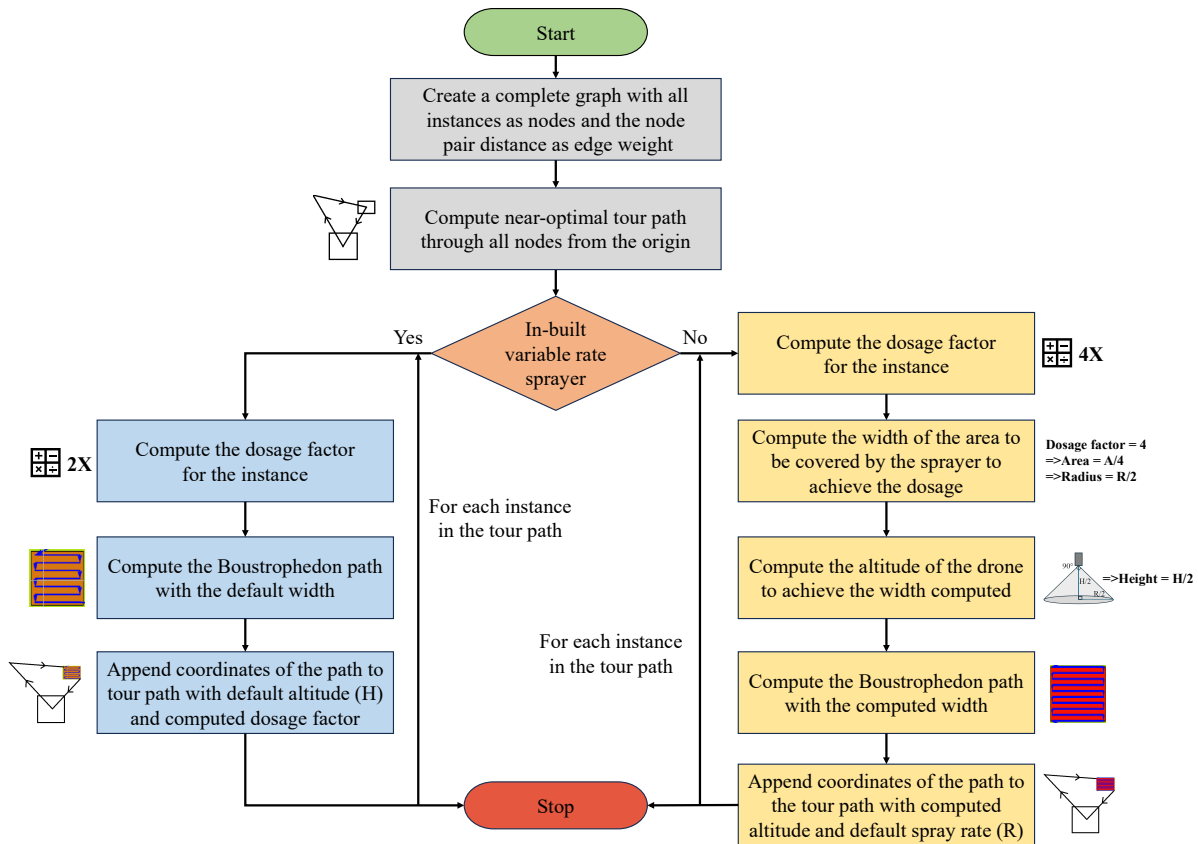 Start
Create a complete graph with all
instances as nodes and the node
pair distance as edge weight
Compute near-optimal tour path
through all nodes from the origin
In-built
variable rate
sprayer
Yes
No
Compute the dosage factor
for the instance
2X
Compute the Boustrophedon path
with the default width
Append coordinates of the path to
tour path with default altitude (H)
and computed dosage factor
For each instance
in the tour path
For each instance
in the tour path
Compute the dosage factor
for the instance
4X
Compute the width of the area to
be covered by the sprayer to
achieve the dosage
Dosage factor = 4
=>Area = A/4
=>Radius = R/2
Compute the altitude of the drone
to achieve the width computed
90°
H/2
R/2
=>Height = H/2
Compute the Boustrophedon path
with the computed width
Append coordinates of the path to
the tour path with computed
altitude and default spray rate (R)
Stop